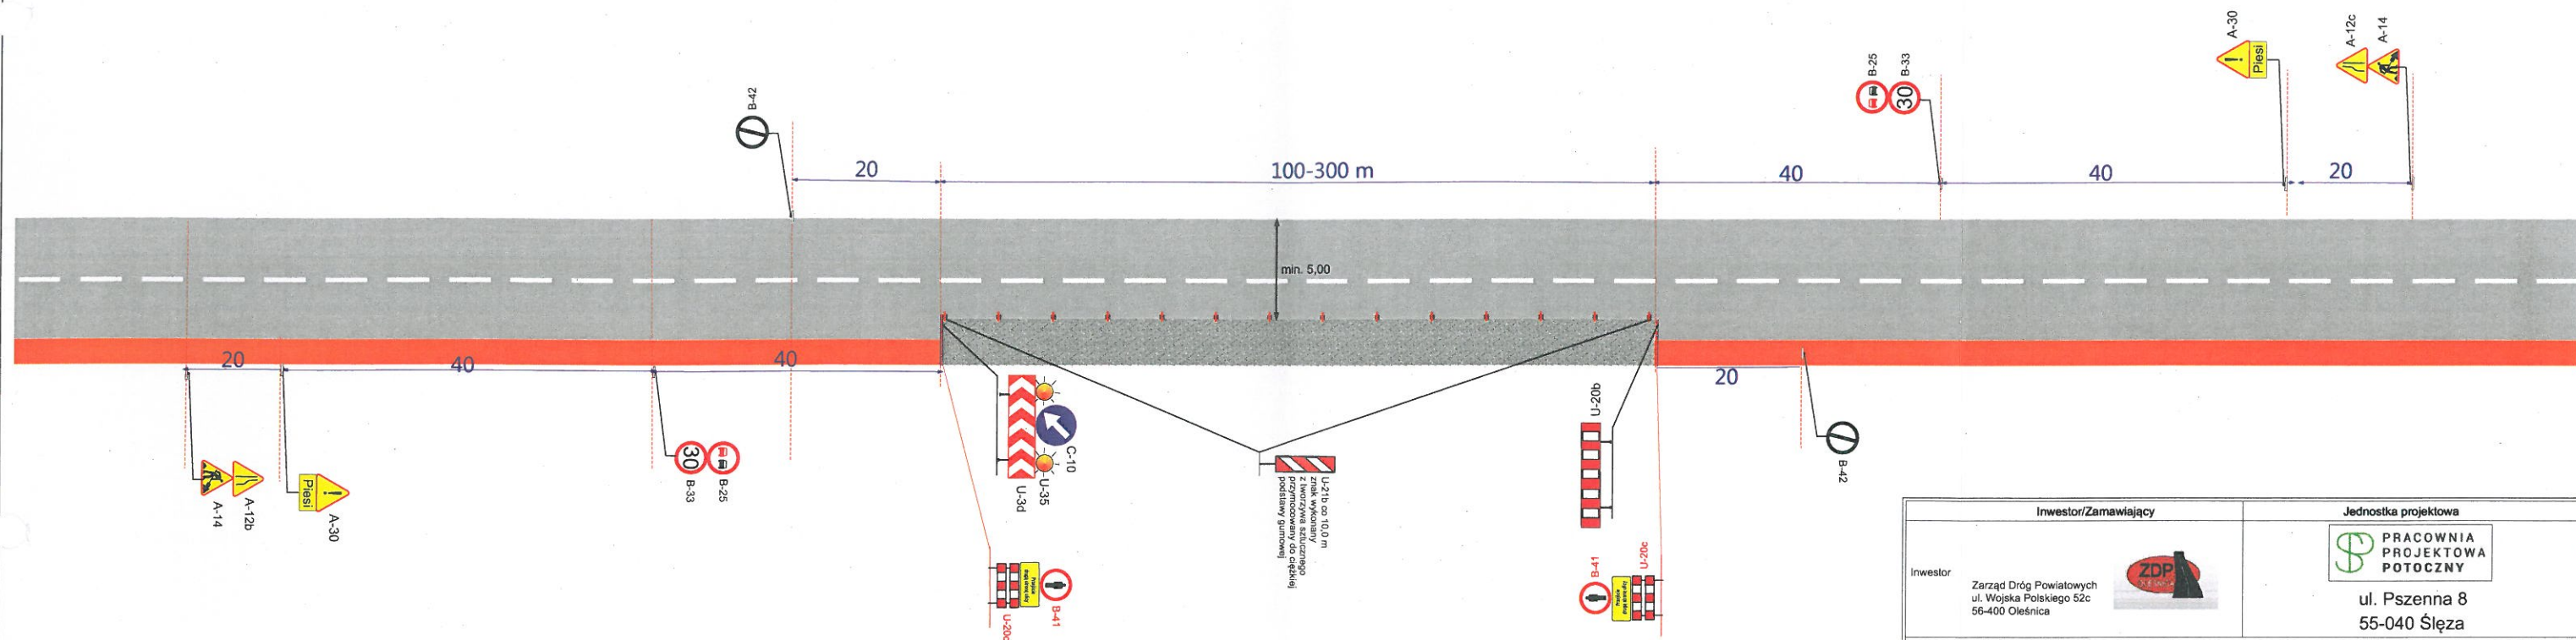 A-30
Piesi
A-12c
A-14
B-25
B-33
30
B-42
20
100-300 m
40
40
20
min. 5,00
20
40
40
20
A-14
A-12b
Piesi
A-30
30
B-33
B-25
C-10
U-35
U-3d
U-21b co 10,0 m
znak wykonany
z tworzywa sztucznego
przymocowany do ciężkiej
podstawy gumowej
U-20b
B-42
B-41
U-20c
B-41
U-20c
Inwestor/Zamawiający
Jednostka projektowa
Inwestor
Zarząd Dróg Powiatowych
ul. Wojska Polskiego 52c
56-400 Oleśnica
ZDP
PRACOWNIA
PROJEKTOWA
POTOCZNY
ul. Pszenna 8
55-040 Ślęza